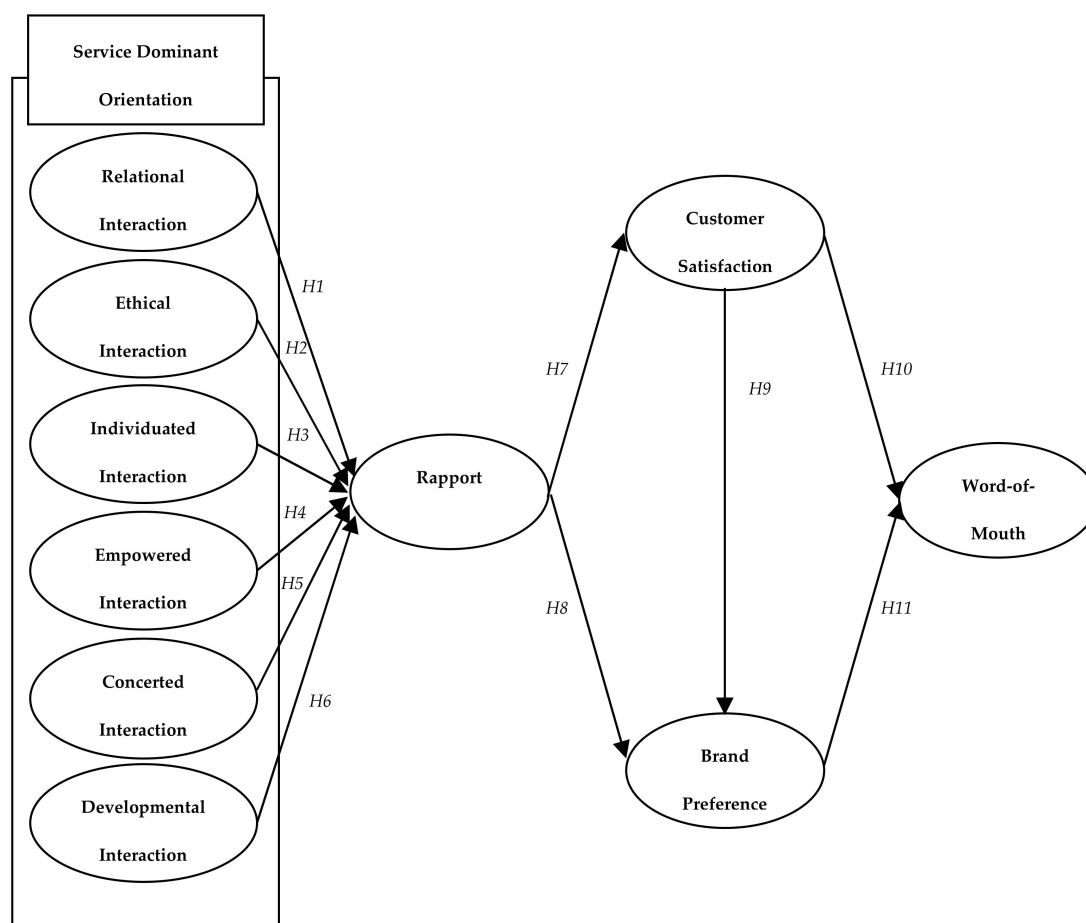 Service Dominant
Orientation
Relational
Interaction
Ethical
Interaction
Individuated
Interaction
Empowered
Interaction
Concerted
Interaction
Developmental
Interaction
H1
H2
H3
H4
H5
H6
Rapport
H7
H8
Customer
Satisfaction
H9
Brand
Preference
H10
H11
Word-of-
Mouth